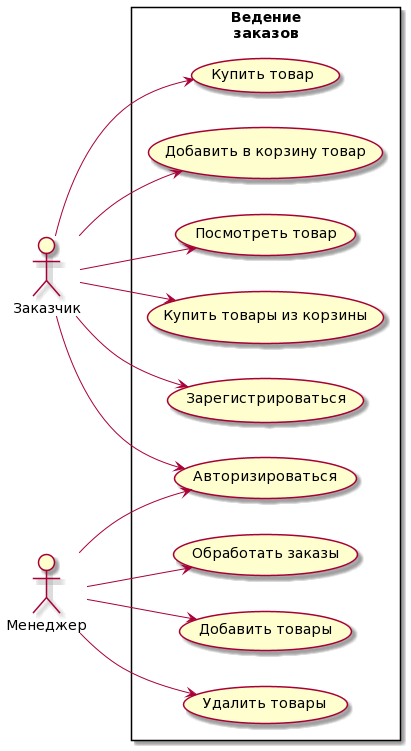 Ведение
заказов
Купить товар
Добавить в корзину товар
Посмотреть товар
Заказчик
Купить товары из корзины
Зарегистрироваться
Авторизироваться
Обработать заказы
Менеджер
Добавить товары
Удалить товары